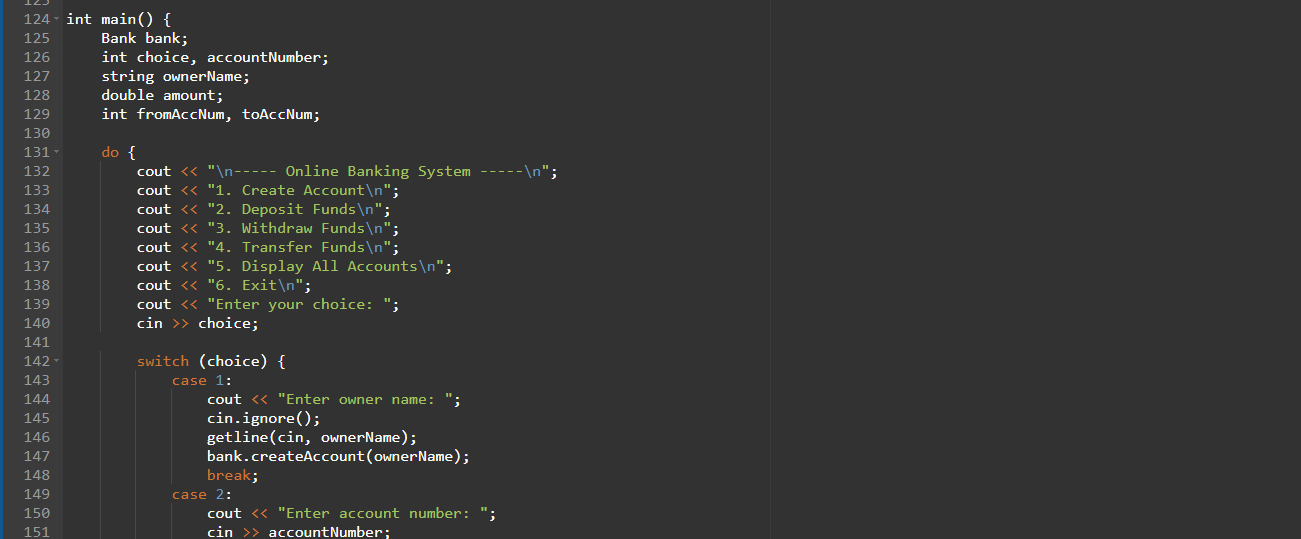 124 int main() {
125 Bank bank;
126 int choice, accountNumber;
127 string ownerName;
128 double amount;
129 int fromAccNum, toAccNum;
130
131 do {
132 cout << "\n----- Online Banking System -----\n";
133 cout << "1. Create Account\n";
134 cout << "2. Deposit Funds\n";
135 cout << "3. Withdraw Funds\n";
136 cout << "4. Transfer Funds\n";
137 cout << "5. Display All Accounts\n";
138 cout << "6. Exit\n";
139 cout << "Enter your choice: ";
140 cin >> choice;
141
142 switch (choice) {
143 case 1:
144 cout << "Enter owner name: ";
145 cin.ignore();
146 getline(cin, ownerName);
147 bank.createAccount(ownerName);
148 break;
149 case 2:
150 cout << "Enter account number: ";
151 cin >> accountNumber;